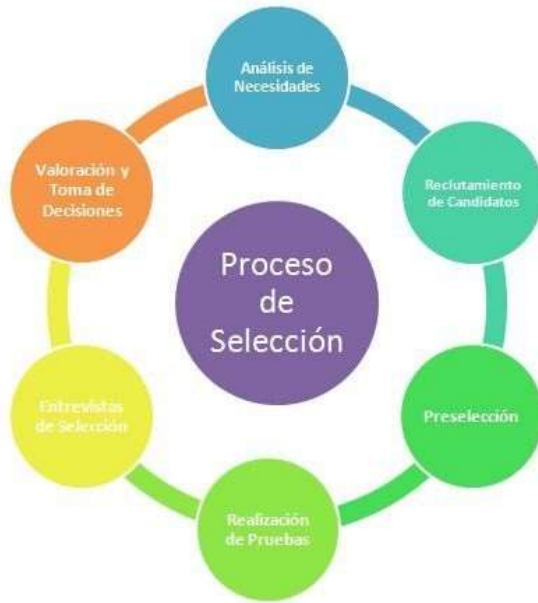 Análisis de
Necesidades
Reclutamiento
de Candidatos
Preselección
Realización
de Pruebas
Entrevistas
de Selección
Valoración y
Toma de
Decisiones
Proceso
de
Selección